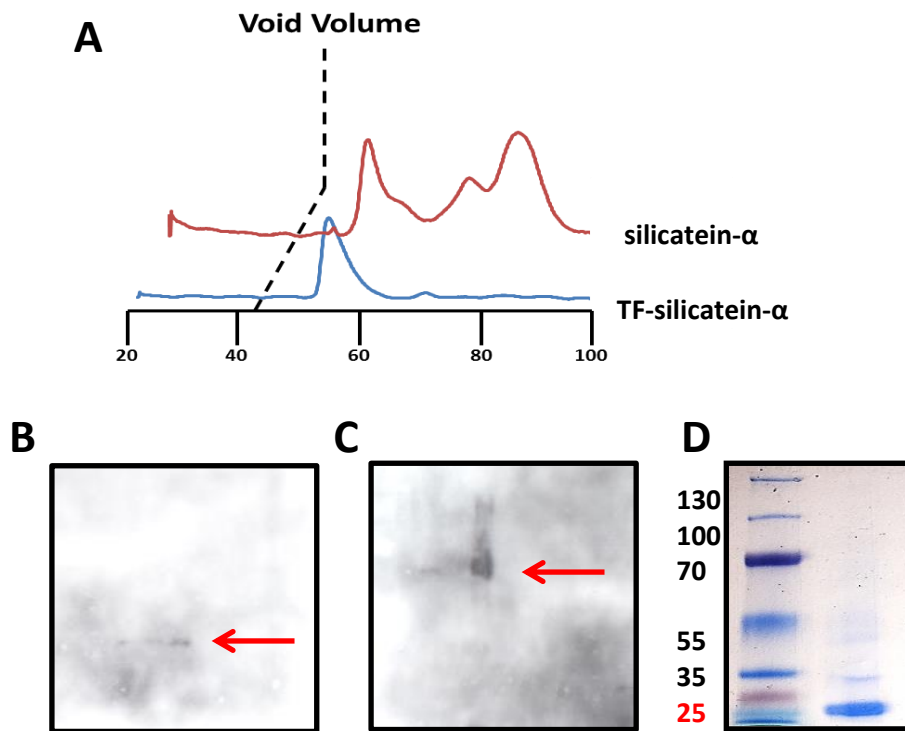 A
Void Volume
silicatein-α
TF-silicatein-α
20 40 60 80 100
B
C
D
130
100
70
55
35
25